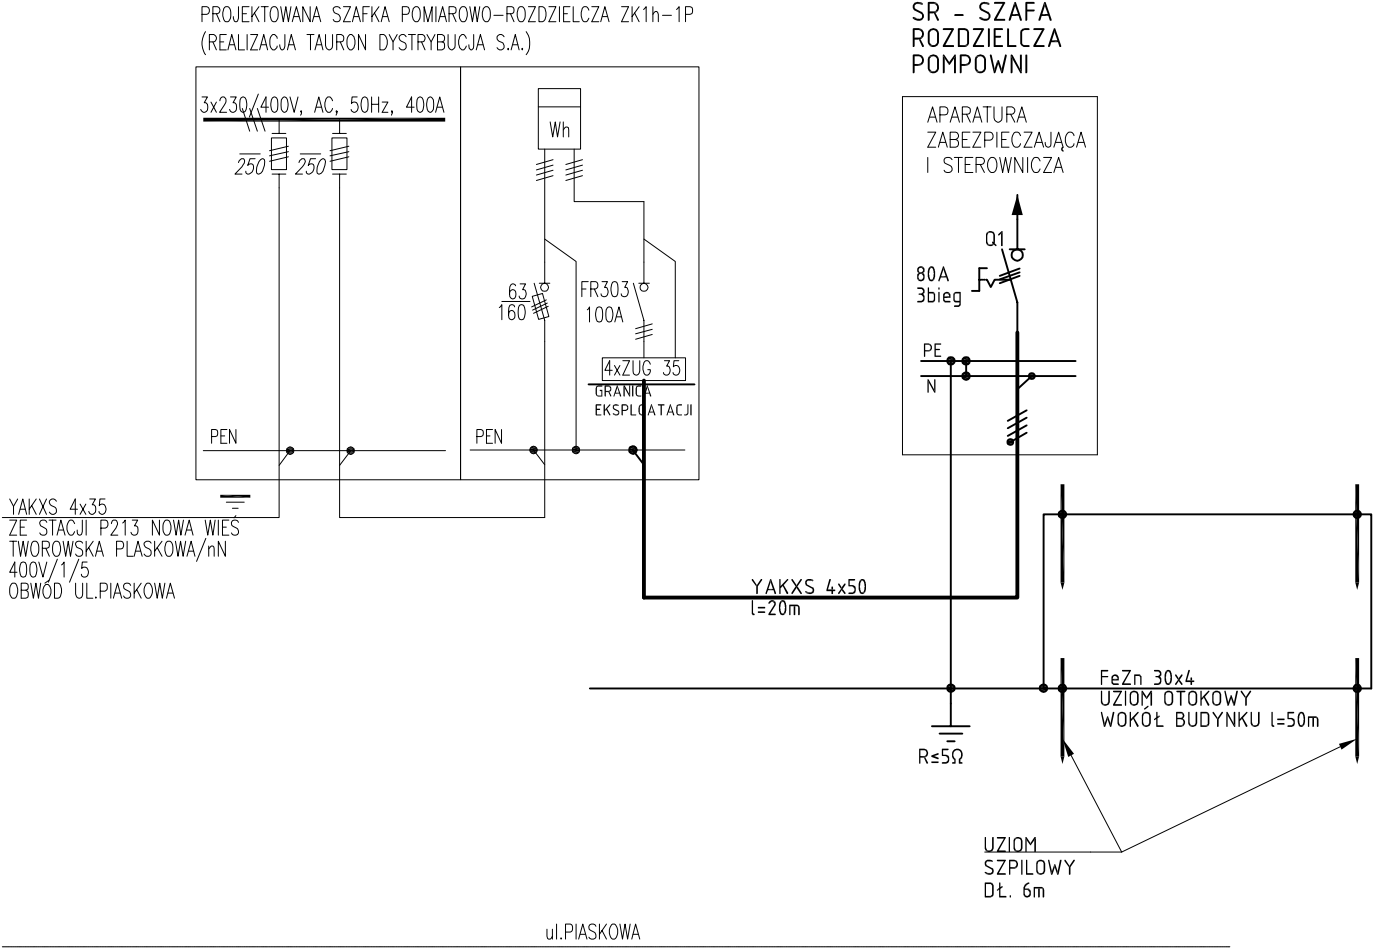 PROJEKTOWANA SZAFKA POMIAROWO-ROZDZIELCZA ZK1h-1P
(REALIZACJA TAURON DYSTRYBUCJA S.A.)
SR - SZAFA
ROZDZIELCZA
POMPOWNI
3x230/400V, AC, 50Hz, 400A
250
250
Wh
63
160
FR303
100A
4xZUG 35
GRANICA
EKSPLOATACJI
PEN
PEN
APARATURA
ZABEZPIECZAJĄCA
I STEROWNICZA
Q1
80A
3bieg
PE
N
YAKXS 4x35
ZE STACJI P213 NOWA WIEŚ
TWOROWSKA PLASKOWA/nN
400V/1/5
OBWÓD UL.PIASKOWA
YAKXS 4x50
l=20m
FeZn 30x4
UZIOM OTOKOWY
WOKÓŁ BUDYNKU l=50m
R≤5Ω
UZIOM
SZPILOWY
DŁ. 6m
ul.PIASKOWA